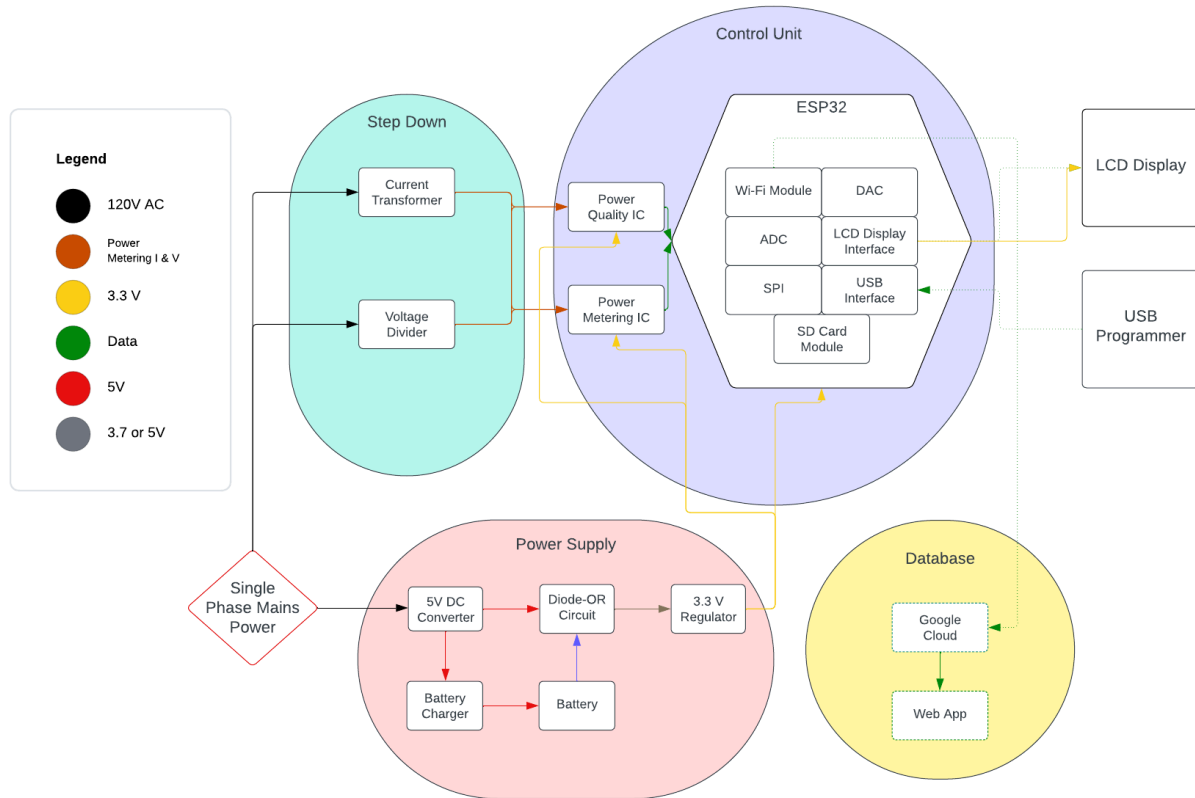 Control Unit
Step Down
ESP32
Legend
120V AC
Power
Metering I & V
3.3 V
Data
5V
3.7 or 5V
Current
Transformer
Voltage
Divider
Power
Quality IC
Power
Metering IC
Wi-Fi Module
DAC
ADC
LCD Display
Interface
SPI
USB
Interface
SD Card
Module
LCD Display
USB
Programmer
Single
Phase Mains
Power
Power Supply
5V DC
Converter
Diode-OR
Circuit
3.3 V
Regulator
Battery
Charger
Battery
Database
Google
Cloud
Web App